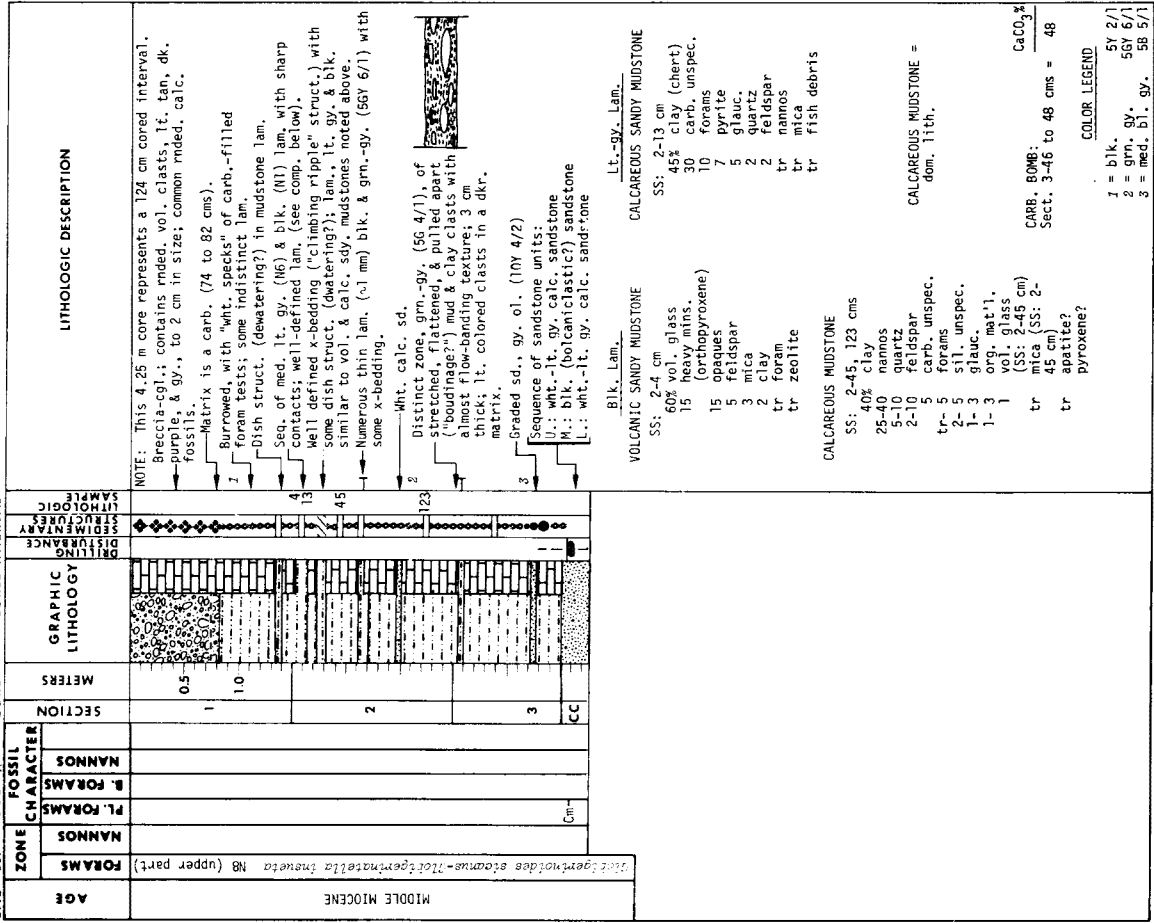 AGE
ZONE
FORAMS
NANNOS
FOSSIL
CHARACTER
PL. FORAMS
B. FORAMS
NANNOS
SECTION
METERS
GRAPHIC
LITHOLOGY
DRILLING
DISTURBANCE
SEDIMENTARY
STRUCTURES
LITHOLOGIC
SAMPLE
LITHOLOGIC DESCRIPTION
MIDDLE MIOCENE
sicanus-Globigerinatella insueta N8 (upper part)
Cm-
1
2
3
CC
0.5
1.0
4
13
45
123
NOTE: This 4.25 m core represents a 124 cm cored interval.
Breccia-cgl.; contains rnded. vol. clasts, lt. tan, dk.
purple, & gy., to 2 cm in size; common rnded. calc.
fossils.
Matrix is a carb. (74 to 82 cms).
1
Burrowed, with "wht. specks" of carb.-filled
foram tests; some indistinct lam.
Dish struct. (dewatering?) in mudstone lam.
Seq. of med.lt. gy. (N6) & blk. (N1) lam. with sharp
contacts; well-defined lam. (see comp. below).
Well defined x-bedding ("climbing ripple" struct.) with
some dish struct. (dwatering?); lam., lt. gy. & blk.
similar to vol. & calc. sdy. mudstones noted above.
Numerous thin lam. (~1 mm) blk. & grn.-gy. (5GY 6/1) with
some x-bedding.
Wht. calc. sd.
2
Distinct zone, grn.-gy. (5G 4/1), of
stretched, flattened, & pulled apart
("boudinage?") mud & clay clasts with
almost flow-banding texture; 3 cm
thick; lt. colored clasts in a dkr.
matrix.
Graded sd., gy. ol. (10Y 4/2)
3
Sequence of sandstone units:
U.: wht.-lt. gy. calc. sandstone
M.: blk. (bolcaniclastic?) sandstone
L.: wht.-lt. gy. calc. sandstone
Blk. Lam.
VOLCANIC SANDY MUDSTONE
SS: 2-4 cm
60% vol. glass
15 heavy mins.
(orthopyroxene)
15 opaques
5 feldspar
3 mica
2 clay
tr foram
tr zeolite
CALCAREOUS MUDSTONE
SS: 2-45, 123 cms
40% clay
25-40 nannos
5-10 quartz
2-10 feldspar
5 carb. unspec.
tr- 5 forams
2- 5 sil. unspec.
1- 3 glauc.
1- 3 org. mat'l.
1 vol. glass
(SS: 2-45 cm)
tr mica (SS: 2-
45 cm)
tr apatite?
pyroxene?
Lt.-gy. Lam.
CALCAREOUS SANDY MUDSTONE
SS: 2-13 cm
45% clay (chert)
30 carb. unspec.
10 forams
7 pyrite
5 glauc.
2 quartz
2 feldspar
tr nannos
tr mica
tr fish debris
CALCAREOUS MUDSTONE =
dom. lith.
CaCO3%
CARB. BOMB:
Sect. 3-46 to 48 cms = 48
COLOR LEGEND
1 = blk. 5Y 2/1
2 = grn. gy. 5GY 6/1
3 = med. bl. gy. 5B 5/1